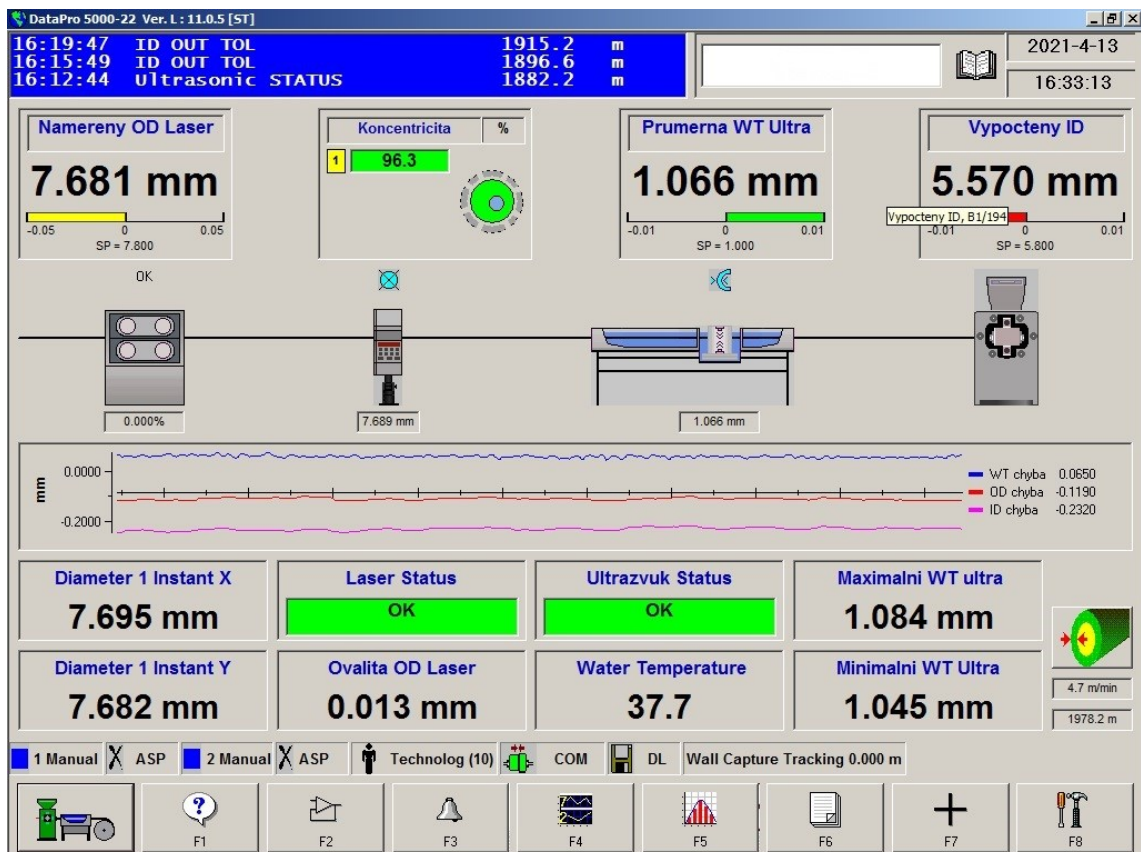 DataPro 5000-22 Ver. L : 11.0.5 [ST]
16:19:47 ID OUT TOL 1915.2 m
16:15:49 ID OUT TOL 1896.6 m
16:12:44 Ultrasonic STATUS 1882.2 m
2021-4-13
16:33:13
Namereny OD Laser
7.681 mm
-0.05 0 0.05
SP = 7.800
Koncentricita %
1 96.3
Prumerna WT Ultra
1.066 mm
-0.01 0 0.01
SP = 1.000
Vypocteny ID
5.570 mm
Vypocteny ID, B1/194
-0.01 0 0.01
SP = 5.800
OK
0.000%
7.689 mm
1.066 mm
mm
0.0000
-0.2000
WT chyba 0.0650
OD chyba -0.1190
ID chyba -0.2320
Diameter 1 Instant X
7.695 mm
Laser Status
OK
Ultrazvuk Status
OK
Maximalni WT ultra
1.084 mm
Diameter 1 Instant Y
7.682 mm
Ovalita OD Laser
0.013 mm
Water Temperature
37.7
Minimalni WT Ultra
1.045 mm
4.7 m/min
1978.2 m
1 Manual ASP 2 Manual ASP Technolog (10) COM DL Wall Capture Tracking 0.000 m
F1 F2 F3 F4 F5 F6 F7 F8